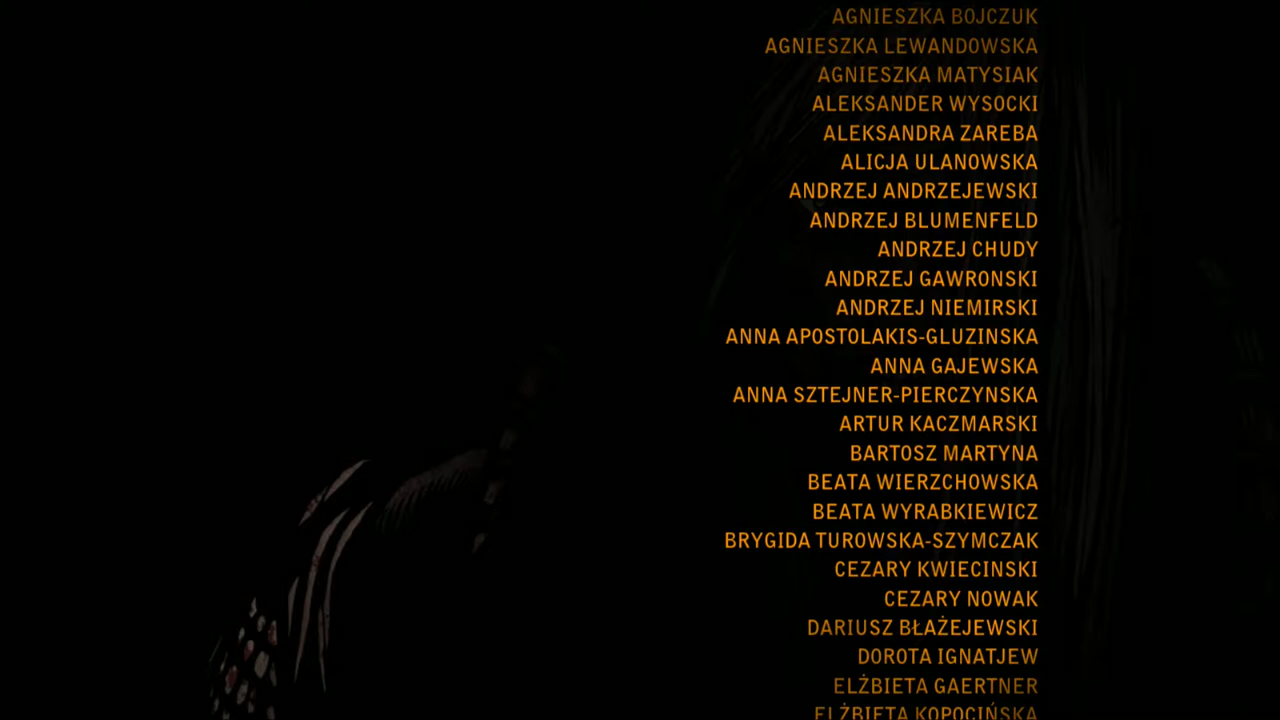 AGNIESZKA BOJCZUK
AGNIESZKA LEWANDOWSKA
AGNIESZKA MATYSIAK
ALEKSANDER WYSOCKI
ALEKSANDRA ZAREBA
ALICJA ULANOWSKA
ANDRZEJ ANDRZEJEWSKI
ANDRZEJ BLUMENFELD
ANDRZEJ CHUDY
ANDRZEJ GAWRONSKI
ANDRZEJ NIEMIRSKI
ANNA APOSTOLAKIS-GLUZINSKA
ANNA GAJEWSKA
ANNA SZTEJNER-PIERCZYNSKA
ARTUR KACZMARSKI
BARTOSZ MARTYNA
BEATA WIERZCHOWSKA
BEATA WYRABKIEWICZ
BRYGIDA TUROWSKA-SZYMCZAK
CEZARY KWIECINSKI
CEZARY NOWAK
DARIUSZ BŁAŻEJEWSKI
DOROTA IGNATJEW
ELŻBIETA GAERTNER
ELŻBIETA KOPOCIŃSKA